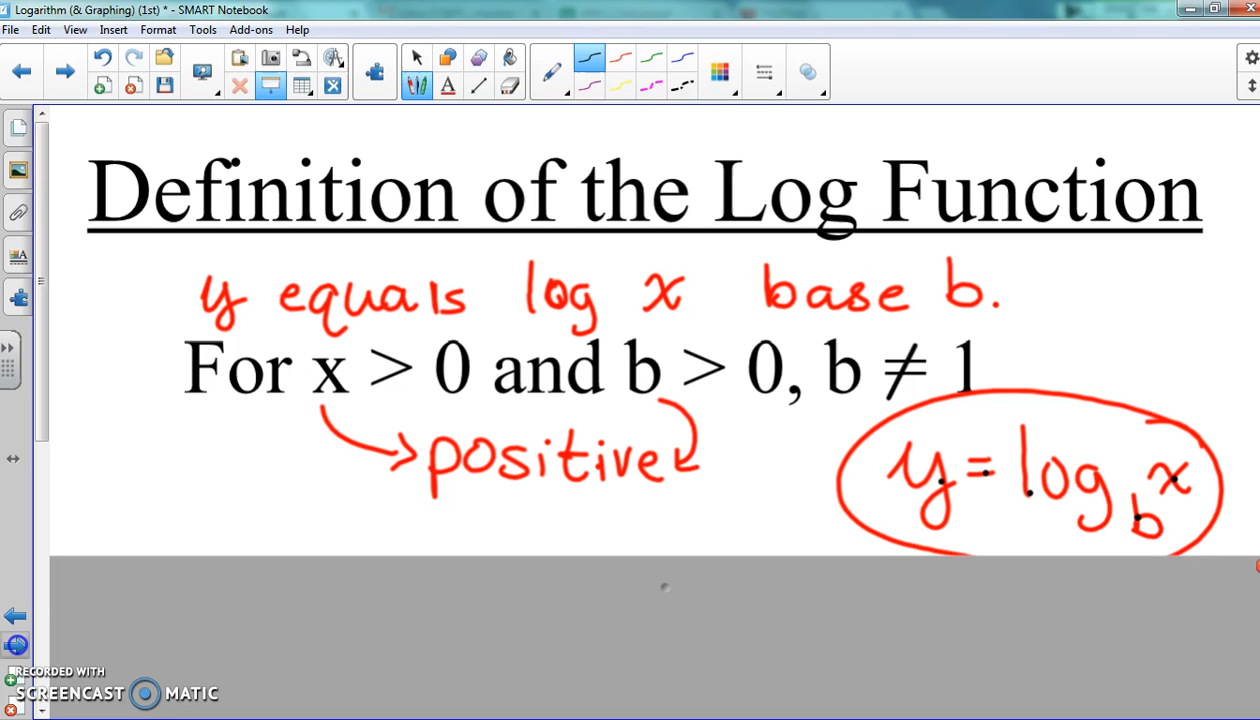 Logarithm (& Graphing) (1st) * - SMART Notebook
File Edit View Insert Format Tools Add-ons Help
Definition of the Log Function
y equals log x base b.
For x > 0 and b > 0, b ≠ 1
positive
y = log_b x
RECORDED WITH
SCREENCAST MATIC